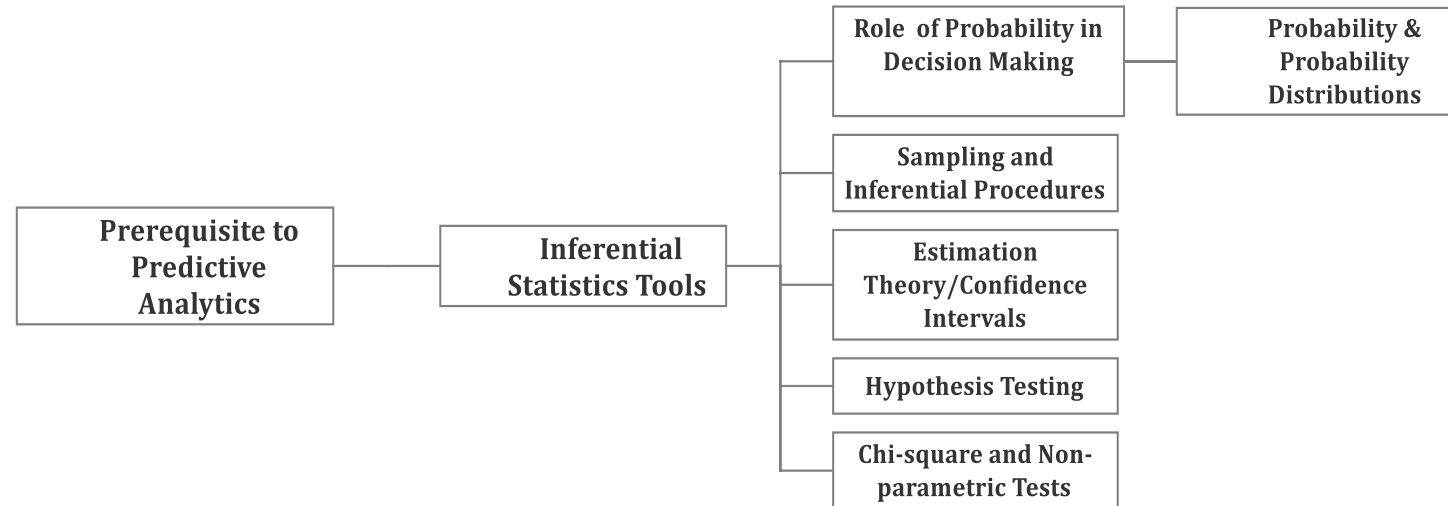 Prerequisite to
Predictive
Analytics
Inferential
Statistics Tools
Role of Probability in
Decision Making
Probability &
Probability
Distributions
Sampling and
Inferential Procedures
Estimation
Theory/Confidence
Intervals
Hypothesis Testing
Chi-square and Non-
parametric Tests